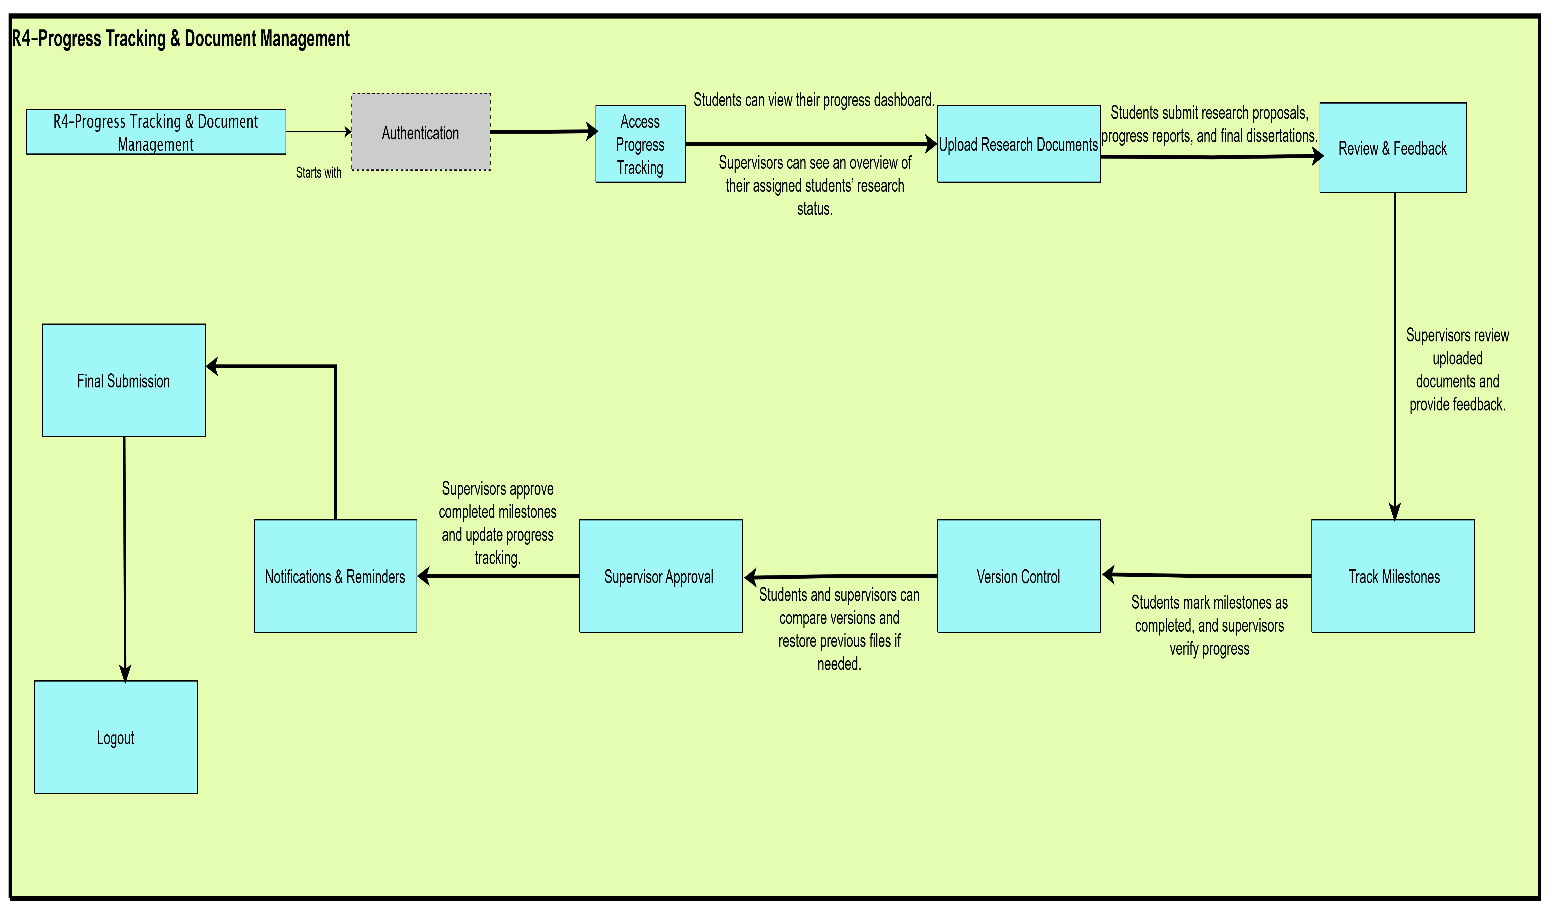 R4-Progress Tracking & Document Management
R4-Progress Tracking & Document
Management
Starts with
Authentication
Access
Progress
Tracking
Students can view their progress dashboard.
Supervisors can see an overview of
their assigned students' research
status.
Upload Research Documents
Students submit research proposals,
progress reports, and final dissertations.
Review & Feedback
Supervisors review
uploaded
documents and
provide feedback.
Track Milestones
Students mark milestones as
completed, and supervisors
verify progress
Version Control
Students and supervisors can
compare versions and
restore previous files if
needed.
Supervisor Approval
Supervisors approve
completed milestones
and update progress
tracking.
Notifications & Reminders
Final Submission
Logout